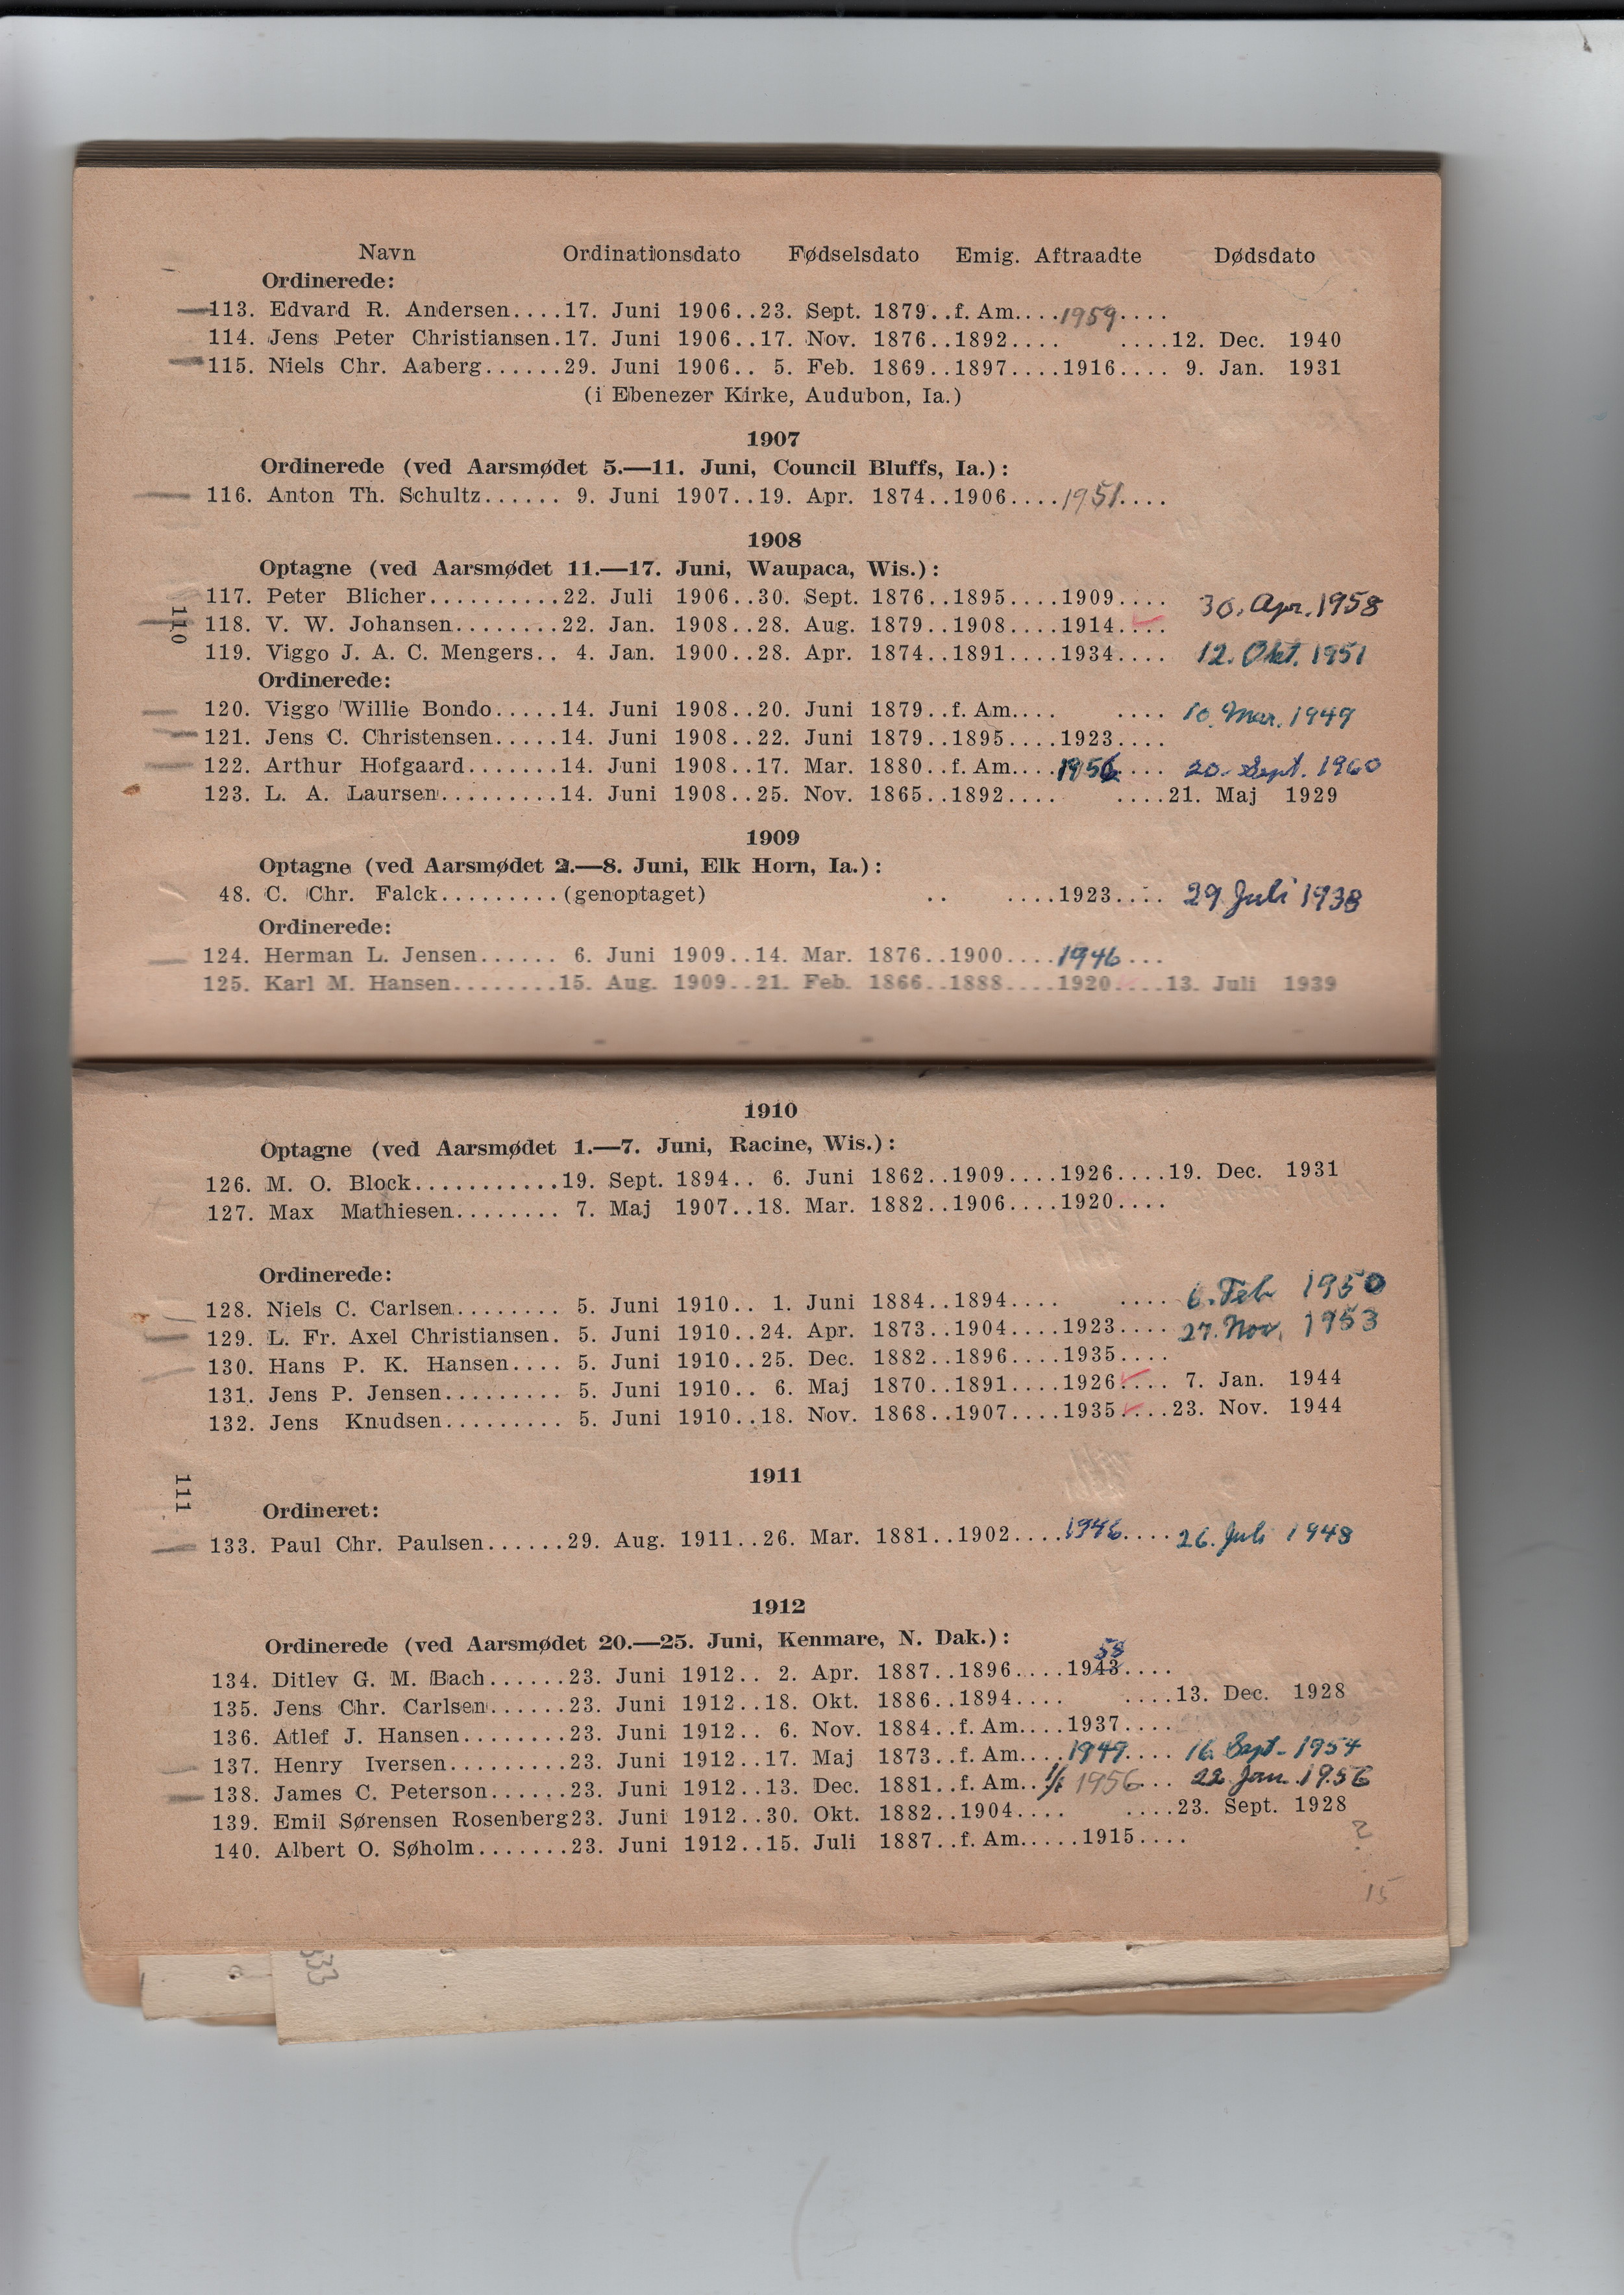 Navn Ordinationsdato Fødselsdato Emig. Aftraadte Dødsdato
Ordinerede:
113. Edvard R. Andersen....17. Juni 1906..23. Sept. 1879..f. Am....1959....
114. Jens Peter Christiansen.17. Juni 1906..17. Nov. 1876..1892.... ....12. Dec. 1940
115. Niels Chr. Aaberg......29. Juni 1906.. 5. Feb. 1869..1897....1916.... 9. Jan. 1931
(i Ebenezer Kirke, Audubon, Ia.)
1907
Ordinerede (ved Aarsmødet 5.—11. Juni, Council Bluffs, Ia.):
116. Anton Th. Schultz...... 9. Juni 1907..19. Apr. 1874..1906....1951....
1908
Optagne (ved Aarsmødet 11.—17. Juni, Waupaca, Wis.):
117. Peter Blicher..........22. Juli 1906..30. Sept. 1876..1895....1909.... 30. Apr. 1958
118. V. W. Johansen........22. Jan. 1908..28. Aug. 1879..1908....1914....
119. Viggo J. A. C. Mengers.. 4. Jan. 1900..28. Apr. 1874..1891....1934.... 12. Okt. 1951
110
Ordinerede:
120. Viggo Willie Bondo.....14. Juni 1908..20. Juni 1879..f. Am.... .... 10. Mar. 1949
121. Jens C. Christensen.....14. Juni 1908..22. Juni 1879..1895....1923....
122. Arthur Hofgaard.......14. Juni 1908..17. Mar. 1880..f. Am....1956.... 20. Sept. 1960
123. L. A. Laursen..........14. Juni 1908..25. Nov. 1865..1892.... ....21. Maj 1929
1909
Optagne (ved Aarsmødet 2.—8. Juni, Elk Horn, Ia.):
48. C. Chr. Falck.........(genoptaget) .. ....1923.... 29 Juli 1938
Ordinerede:
124. Herman L. Jensen...... 6. Juni 1909..14. Mar. 1876..1900....1946...
125. Karl M. Hansen........15. Aug. 1909..21. Feb. 1866..1888....1920....13. Juli 1939
1910
Optagne (ved Aarsmødet 1.—7. Juni, Racine, Wis.):
126. M. O. Block...........19. Sept. 1894.. 6. Juni 1862..1909....1926....19. Dec. 1931
127. Max Mathiesen........ 7. Maj 1907..18. Mar. 1882..1906....1920....
Ordinerede:
128. Niels C. Carlsen........ 5. Juni 1910.. 1. Juni 1884..1894.... .... 6. Feb 1950
129. L. Fr. Axel Christiansen. 5. Juni 1910..24. Apr. 1873..1904....1923.... 27. Nov. 1953
130. Hans P. K. Hansen.... 5. Juni 1910..25. Dec. 1882..1896....1935....
131. Jens P. Jensen......... 5. Juni 1910.. 6. Maj 1870..1891....1926.... 7. Jan. 1944
132. Jens Knudsen......... 5. Juni 1910..18. Nov. 1868..1907....1935....23. Nov. 1944
1911
111
Ordineret:
133. Paul Chr. Paulsen......29. Aug. 1911..26. Mar. 1881..1902....1946....26. Juli 1948
1912
Ordinerede (ved Aarsmødet 20.—25. Juni, Kenmare, N. Dak.):
53
134. Ditlev G. M. Bach......23. Juni 1912.. 2. Apr. 1887..1896....1943....
135. Jens Chr. Carlsen......23. Juni 1912..18. Okt. 1886..1894.... ....13. Dec. 1928
136. Atlef J. Hansen........23. Juni 1912.. 6. Nov. 1884..f. Am....1937....
137. Henry Iversen.........23. Juni 1912..17. Maj 1873..f. Am....1949.... 16. Sept. 1954
138. James C. Peterson......23. Juni 1912..13. Dec. 1881..f. Am.. 1956... 22 Jan. 1956
139. Emil Sørensen Rosenberg23. Juni 1912..30. Okt. 1882..1904.... ....23. Sept. 1928
140. Albert O. Søholm.......23. Juni 1912..15. Juli 1887..f. Am.....1915.... ?
15
333